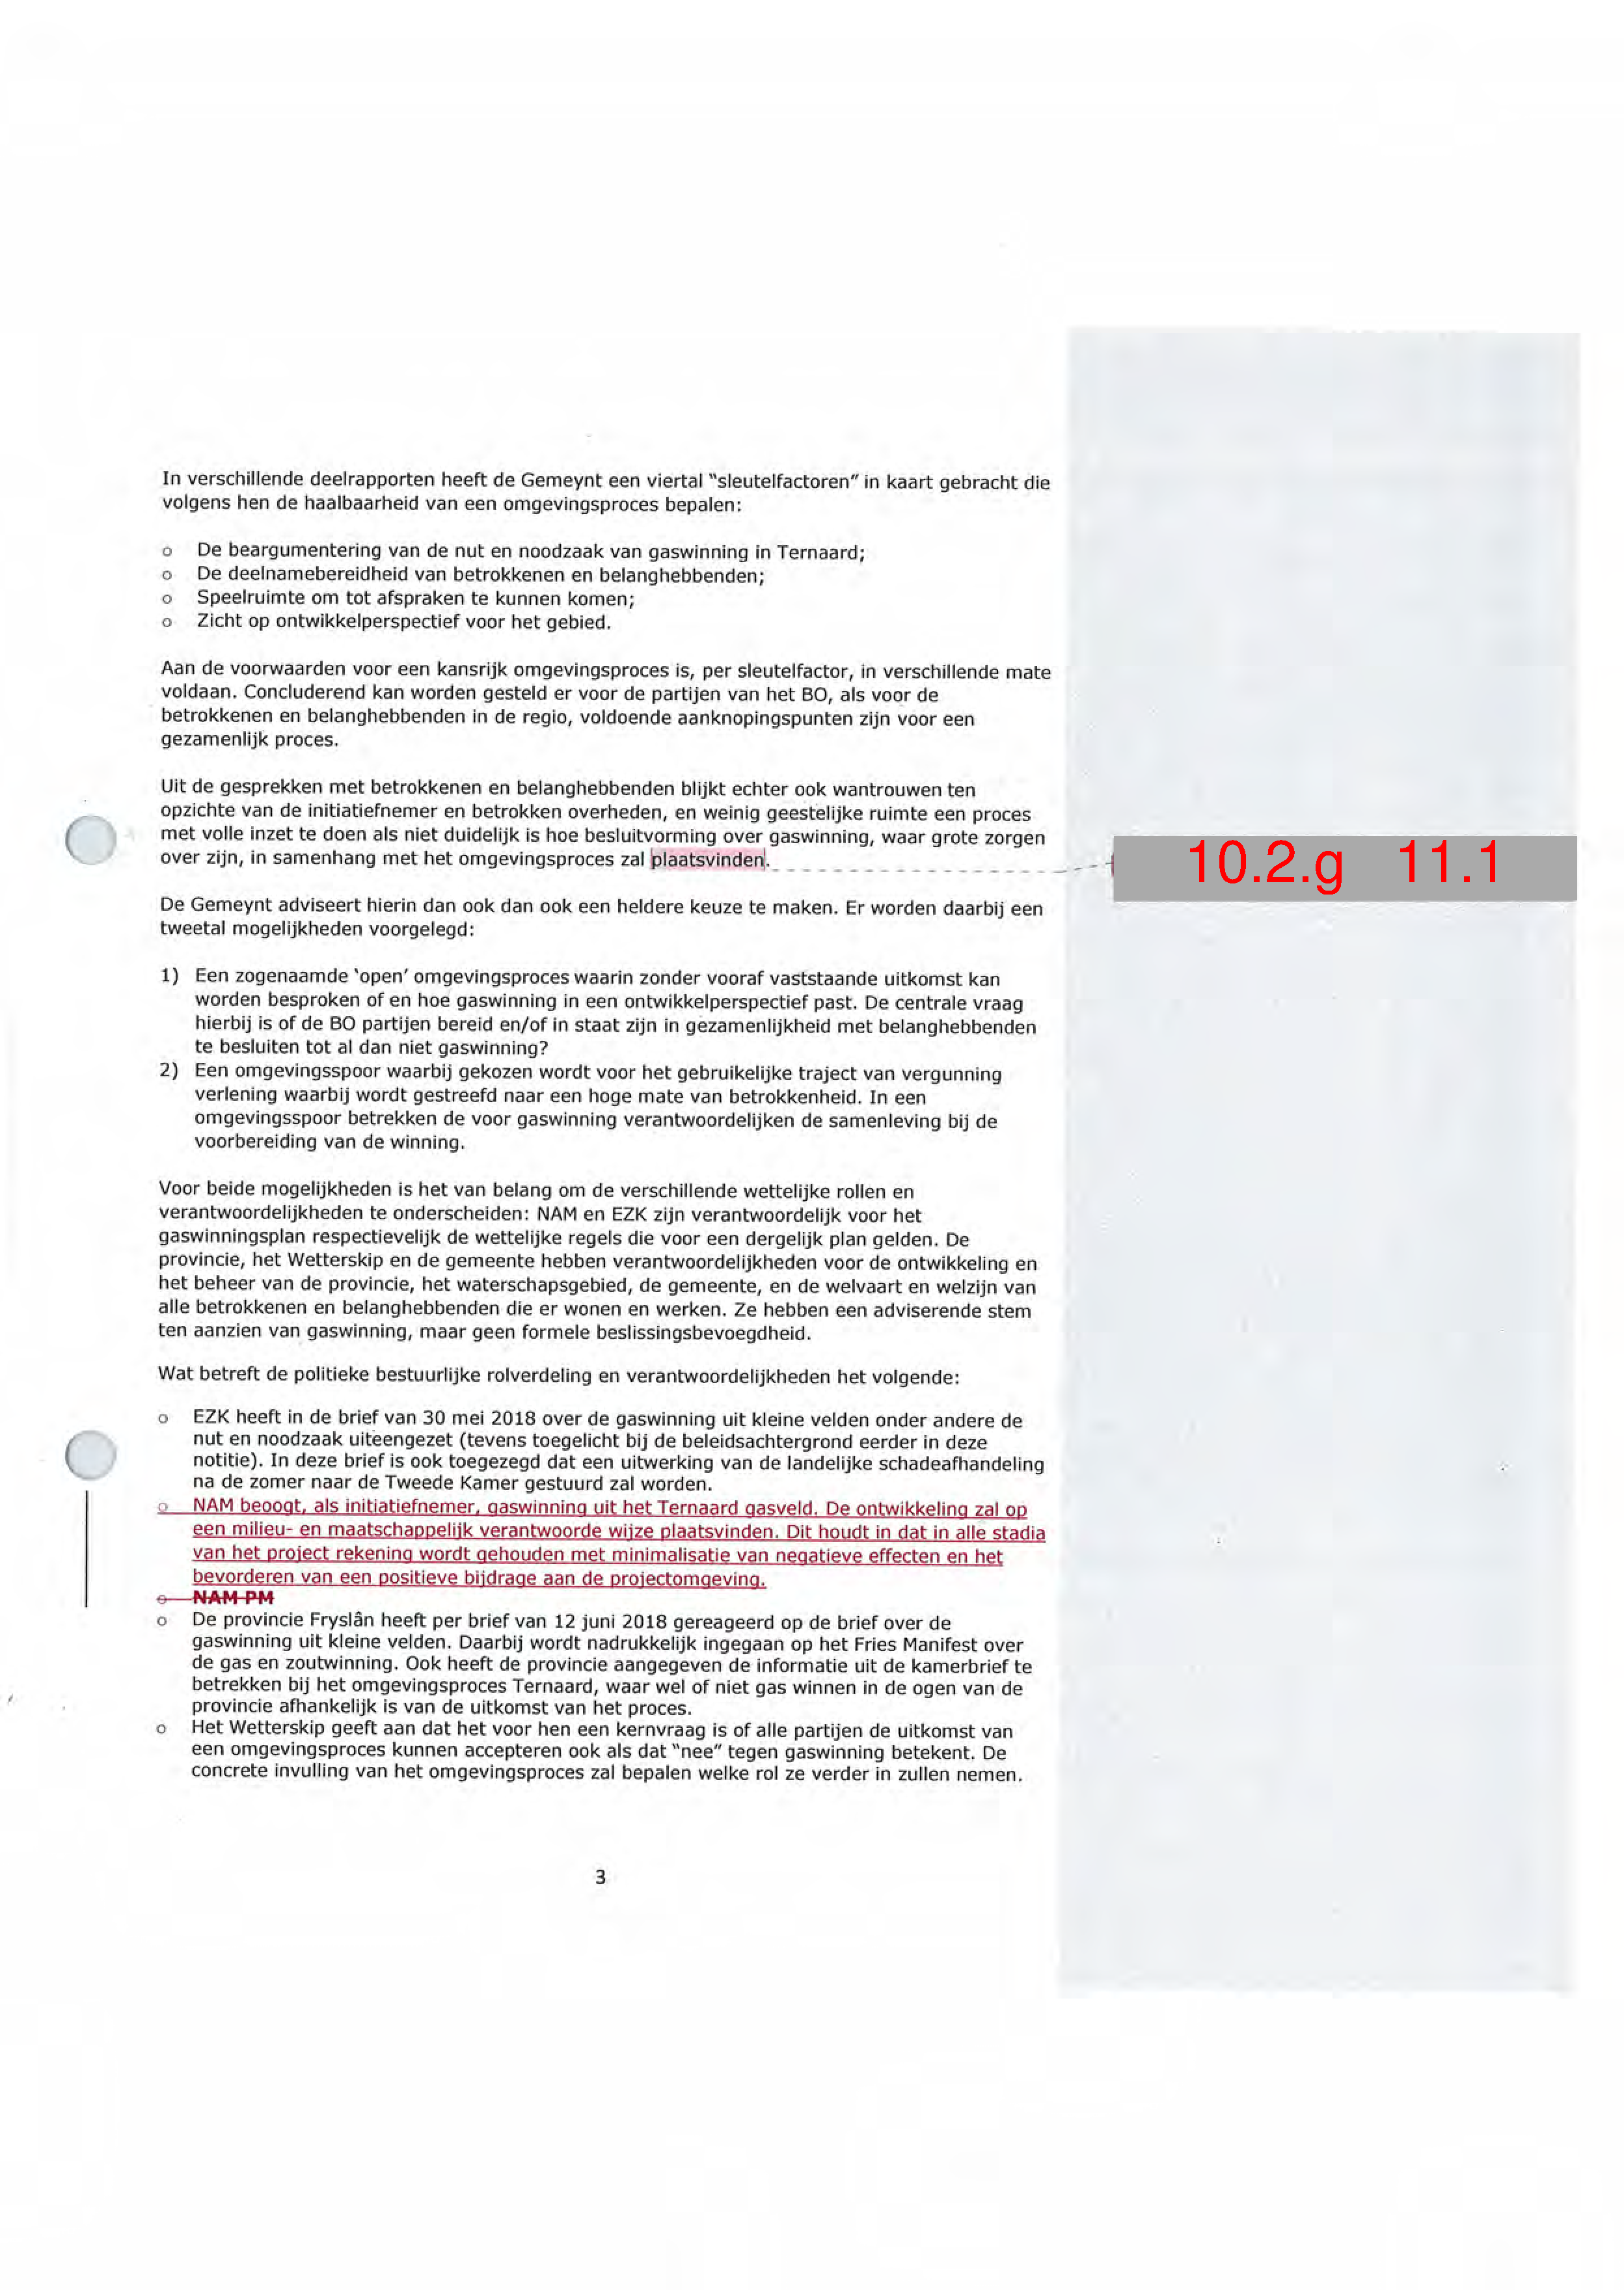 In verschillende deelrapporten heeft de Gemeynt een viertal "sleutelfactoren" in kaart gebracht die
volgens hen de haalbaarheid van een omgevingsproces bepalen:
o De beargumentering van de nut en noodzaak van gaswinning in Ternaard;
o De deelnamebereidheid van betrokkenen en belanghebbenden;
o Speelruimte om tot afspraken te kunnen komen;
o Zicht op ontwikkelperspectief voor het gebied.
Aan de voorwaarden voor een kansrijk omgevingsproces is, per sleutelfactor, in verschillende mate
voldaan. Concluderend kan worden gesteld er voor de partijen van het BO, als voor de
betrokkenen en belanghebbenden in de regio, voldoende aanknopingspunten zijn voor een
gezamenlijk proces.
Uit de gesprekken met betrokkenen en belanghebbenden blijkt echter ook wantrouwen ten
opzichte van de initiatiefnemer en betrokken overheden, en weinig geestelijke ruimte een proces
met volle inzet te doen als niet duidelijk is hoe besluitvorming over gaswinning, waar grote zorgen
over zijn, in samenhang met het omgevingsproces zal plaatsvinden.
10.2.g 11.1
De Gemeynt adviseert hierin dan ook dan ook een heldere keuze te maken. Er worden daarbij een
tweetal mogelijkheden voorgelegd:
1) Een zogenaamde 'open' omgevingsproces waarin zonder vooraf vaststaande uitkomst kan
worden besproken of en hoe gaswinning in een ontwikkelperspectief past. De centrale vraag
hierbij is of de BO partijen bereid en/of in staat zijn in gezamenlijkheid met belanghebbenden
te besluiten tot al dan niet gaswinning?
2) Een omgevingsspoor waarbij gekozen wordt voor het gebruikelijke traject van vergunning
verlening waarbij wordt gestreefd naar een hoge mate van betrokkenheid. In een
omgevingsspoor betrekken de voor gaswinning verantwoordelijken de samenleving bij de
voorbereiding van de winning.
Voor beide mogelijkheden is het van belang om de verschillende wettelijke rollen en
verantwoordelijkheden te onderscheiden: NAM en EZK zijn verantwoordelijk voor het
gaswinningsplan respectievelijk de wettelijke regels die voor een dergelijk plan gelden. De
provincie, het Wetterskip en de gemeente hebben verantwoordelijkheden voor de ontwikkeling en
het beheer van de provincie, het waterschapsgebied, de gemeente, en de welvaart en welzijn van
alle betrokkenen en belanghebbenden die er wonen en werken. Ze hebben een adviserende stem
ten aanzien van gaswinning, maar geen formele beslissingsbevoegdheid.
Wat betreft de politieke bestuurlijke rolverdeling en verantwoordelijkheden het volgende:
o EZK heeft in de brief van 30 mei 2018 over de gaswinning uit kleine velden onder andere de
nut en noodzaak uiteengezet (tevens toegelicht bij de beleidsachtergrond eerder in deze
notitie). In deze brief is ook toegezegd dat een uitwerking van de landelijke schadeafhandeling
na de zomer naar de Tweede Kamer gestuurd zal worden.
o NAM beoogt, als initiatiefnemer, gaswinning uit het Ternaard gasveld. De ontwikkeling zal op
een milieu- en maatschappelijk verantwoorde wijze plaatsvinden. Dit houdt in dat in alle stadia
van het project rekening wordt gehouden met minimalisatie van negatieve effecten en het
bevorderen van een positieve bijdrage aan de projectomgeving.
o NAM PM
o De provincie Fryslân heeft per brief van 12 juni 2018 gereageerd op de brief over de
gaswinning uit kleine velden. Daarbij wordt nadrukkelijk ingegaan op het Fries Manifest over
de gas en zoutwinning. Ook heeft de provincie aangegeven de informatie uit de kamerbrief te
betrekken bij het omgevingsproces Ternaard, waar wel of niet gas winnen in de ogen van de
provincie afhankelijk is van de uitkomst van het proces.
o Het Wetterskip geeft aan dat het voor hen een kernvraag is of alle partijen de uitkomst van
een omgevingsproces kunnen accepteren ook als dat "nee" tegen gaswinning betekent. De
concrete invulling van het omgevingsproces zal bepalen welke rol ze verder in zullen nemen.
3